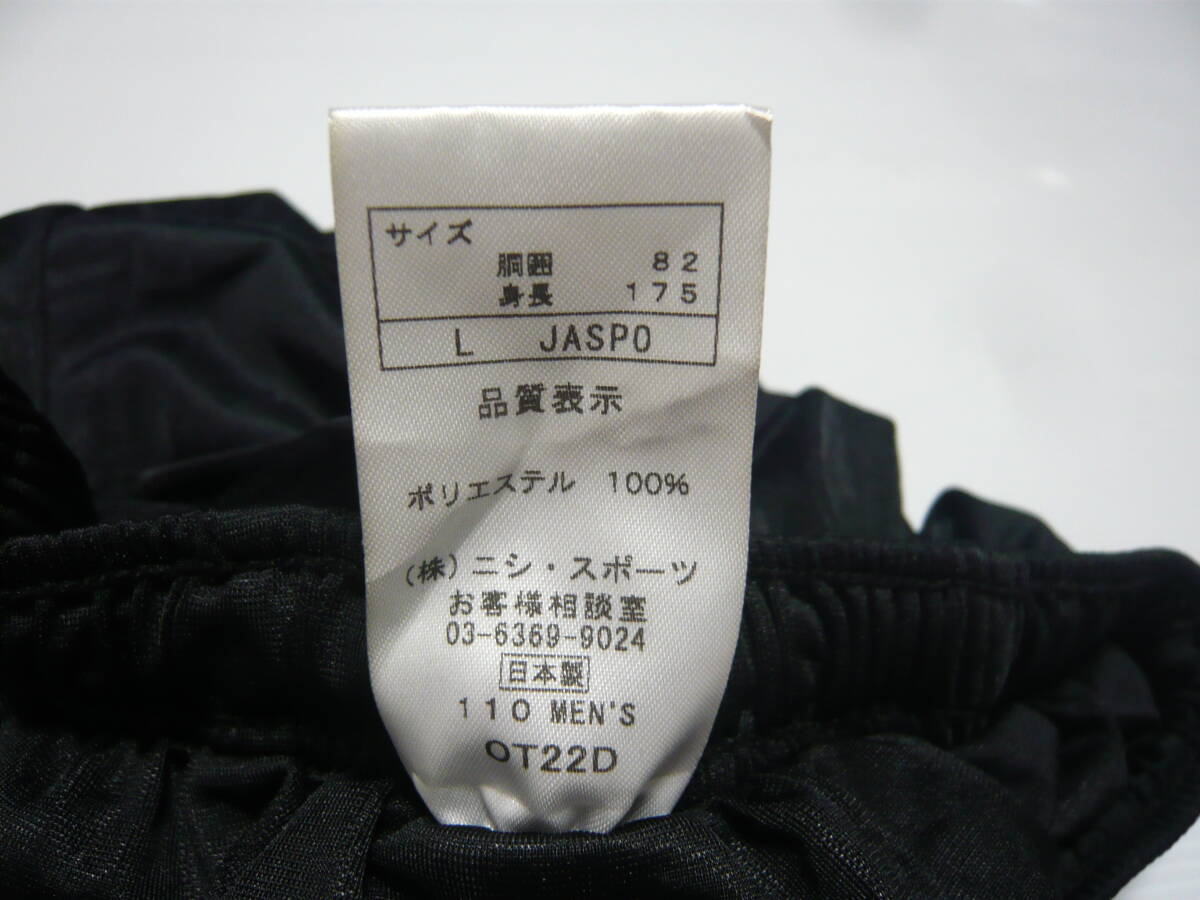 サイズ
胴囲 82
身長 175
L JASPO
品質表示
ポリエステル 100%
(株)ニシ・スポーツ
お客様相談室
03-6369-9024
日本製
110 MEN'S
OT22D